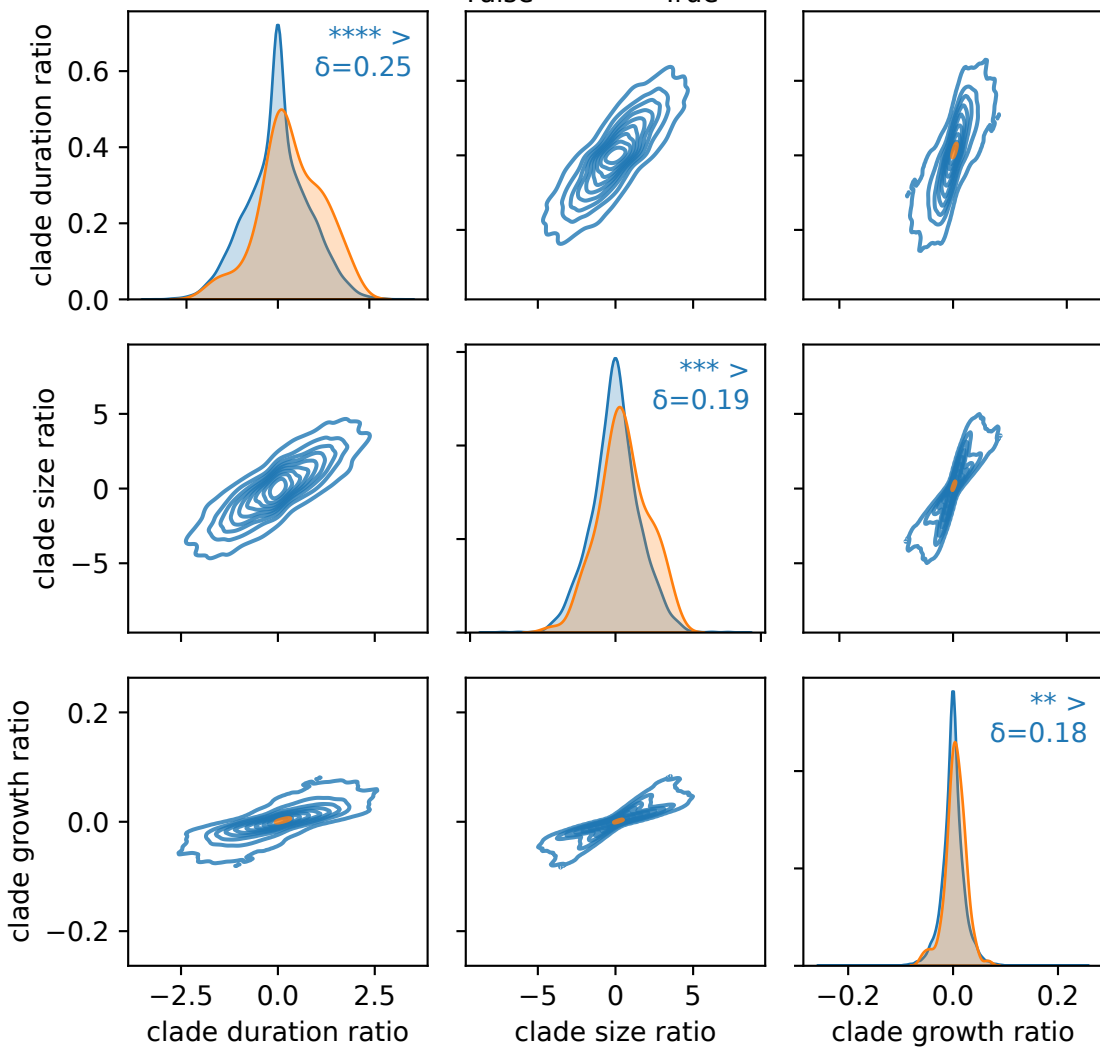 True
clade duration ratio
0.6
0.4
0.2
0.0
**** >
δ=0.25
clade size ratio
5
0
−5
*** >
δ=0.19
clade growth ratio
0.2
0.0
−0.2
** >
δ=0.18
−2.5 0.0 2.5
−5 0 5
−0.2 0.0 0.2
clade duration ratio
clade size ratio
clade growth ratio